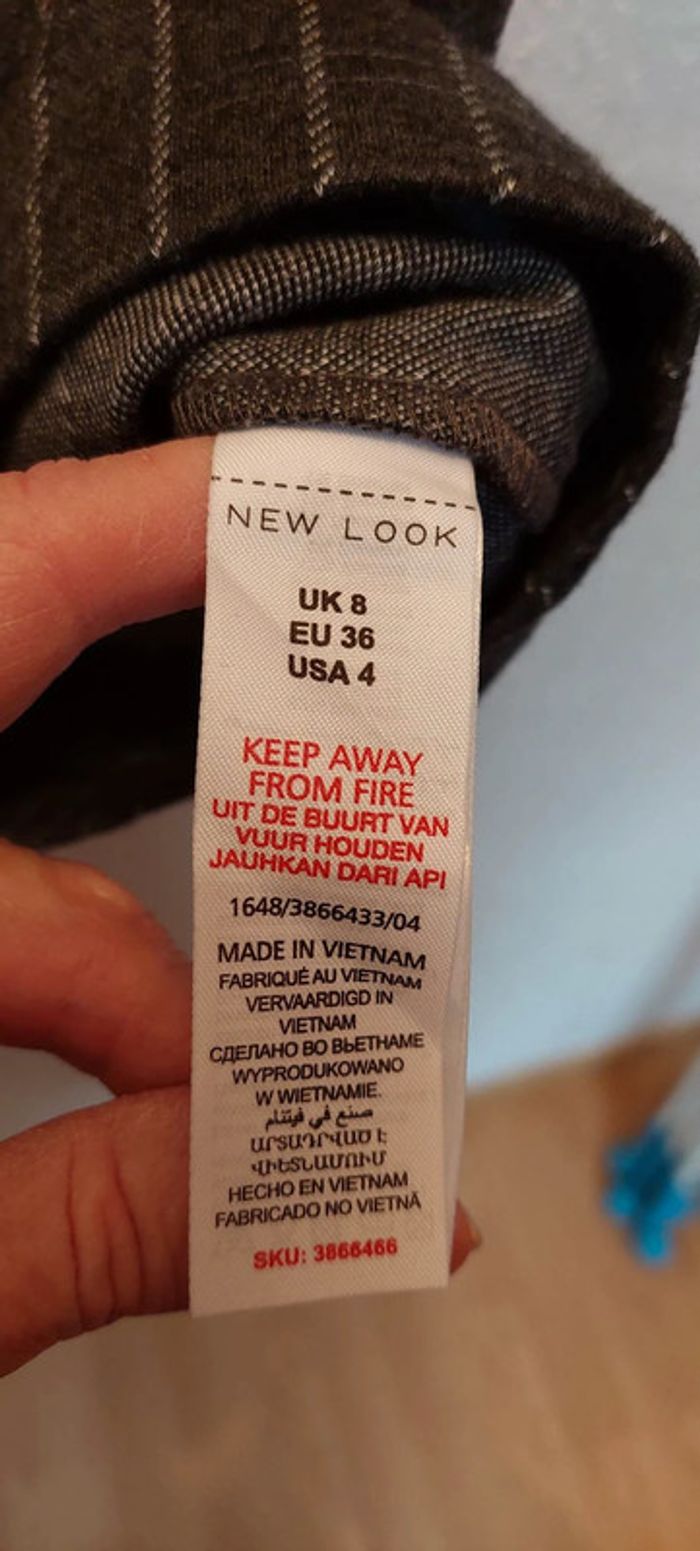 NEW LOOK
UK 8
EU 36
USA 4
KEEP AWAY
FROM FIRE
UIT DE BUURT VAN
VUUR HOUDEN
JAUHKAN DARI API
1648/3866433/04
MADE IN VIETNAM
FABRIQUÉ AU VIETNAM
VERVAARDIGD IN
VIETNAM
СДЕЛАНО ВО ВЬЕТНАМЕ
WYPRODUKOWANO
W WIETNAMIE.
صنع في فيتنام
ԱՐՏԱԴՐՎԱԾ Է
ՎԻԵՏՆԱՄՈՒՄ
HECHO EN VIETNAM
FABRICADO NO VIETNÃ
SKU: 3866466